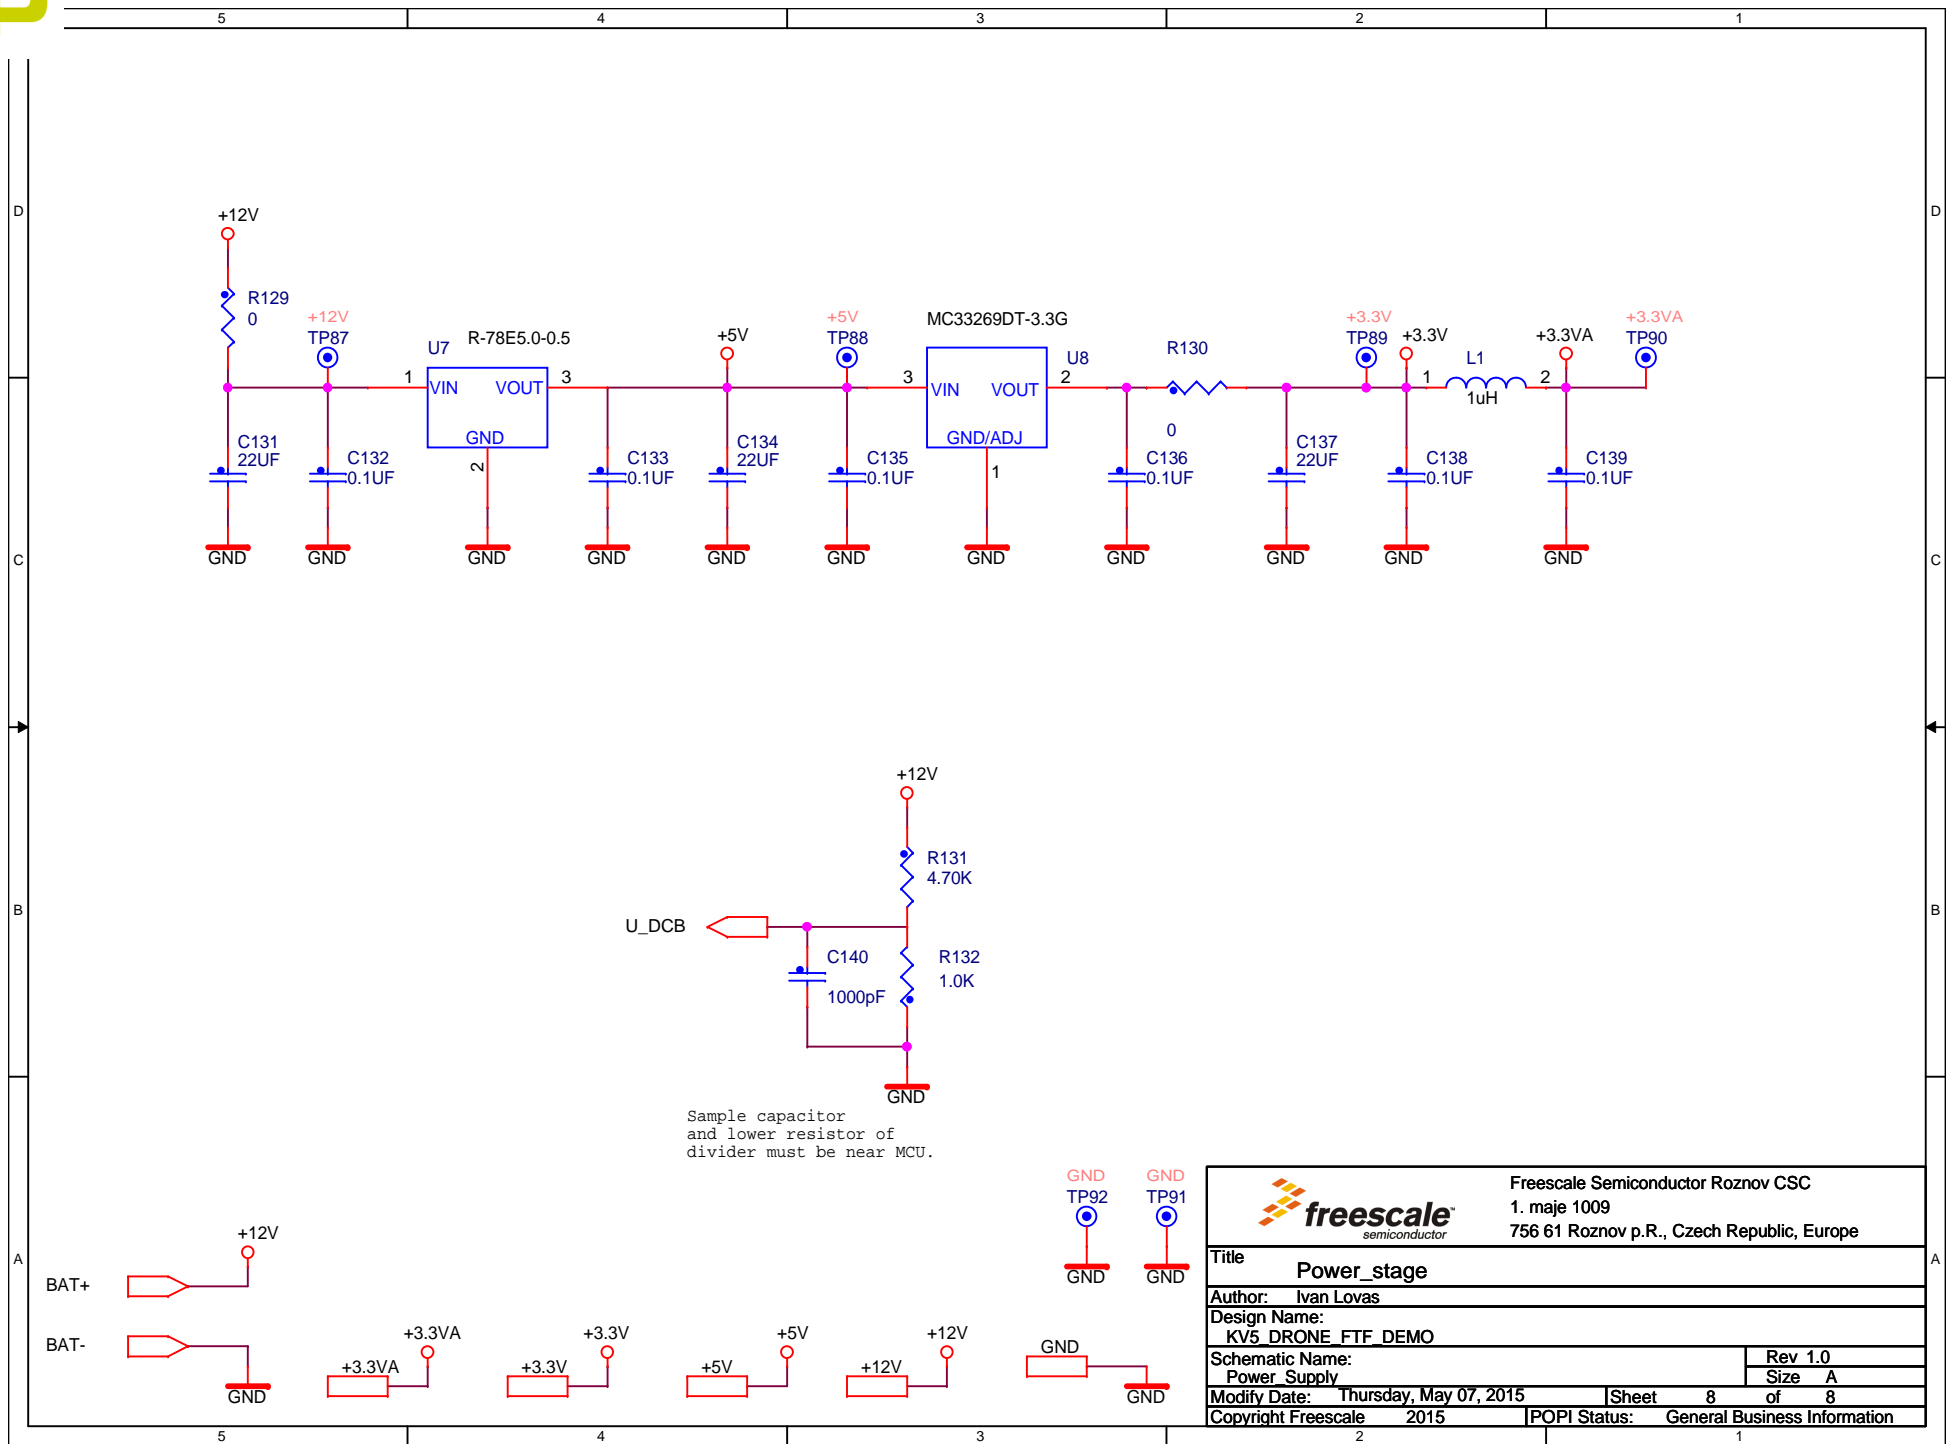 5 4 3 2 1
D D
+12V
R129
0
+12V
TP87
U7
R-78E5.0-0.5
1 VIN VOUT 3
GND
2
+5V
+5V
TP88
MC33269DT-3.3G
U8
3 VIN VOUT 2
GND/ADJ
1
R130
0
+3.3V
TP89
+3.3V
L1
1 2
1uH
+3.3VA
+3.3VA
TP90
C131
22UF
C132
0.1UF
C133
0.1UF
C134
22UF
C135
0.1UF
C136
0.1UF
C137
22UF
C138
0.1UF
C139
0.1UF
GND GND GND GND GND GND GND GND GND GND GND
C C
+12V
R131
4.70K
B B
U_DCB
C140
1000pF
R132
1.0K
GND
Sample capacitor
and lower resistor of
divider must be near MCU.
GND GND
TP92 TP91
GND GND
A A
+12V
BAT+
BAT-
GND
+3.3VA +3.3V +5V +12V
+3.3VA +3.3V +5V +12V
GND
GND
freescale™
semiconductor
Freescale Semiconductor Roznov CSC
1. maje 1009
756 61 Roznov p.R., Czech Republic, Europe
Title
Power_stage
Author: Ivan Lovas
Design Name:
KV5_DRONE_FTF_DEMO
Schematic Name:
Power_Supply
Rev 1.0
Size A
Modify Date: Thursday, May 07, 2015 Sheet 8 of 8
Copyright Freescale 2015 POPI Status: General Business Information
5 4 3 2 1